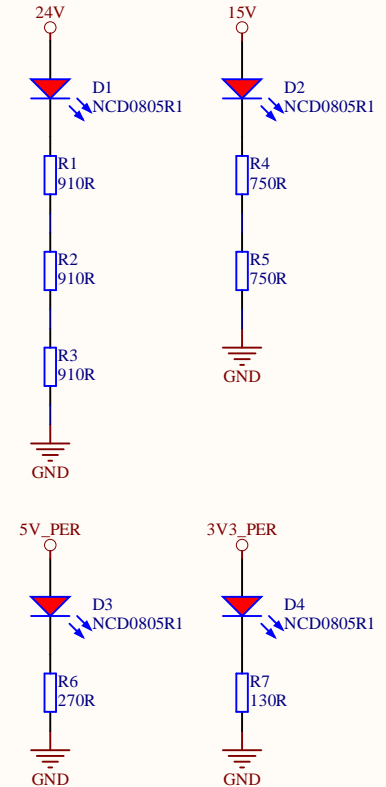 24V
D1
NCD0805R1
R1
910R
R2
910R
R3
910R
GND
15V
D2
NCD0805R1
R4
750R
R5
750R
GND
5V_PER
D3
NCD0805R1
R6
270R
GND
3V3_PER
D4
NCD0805R1
R7
130R
GND